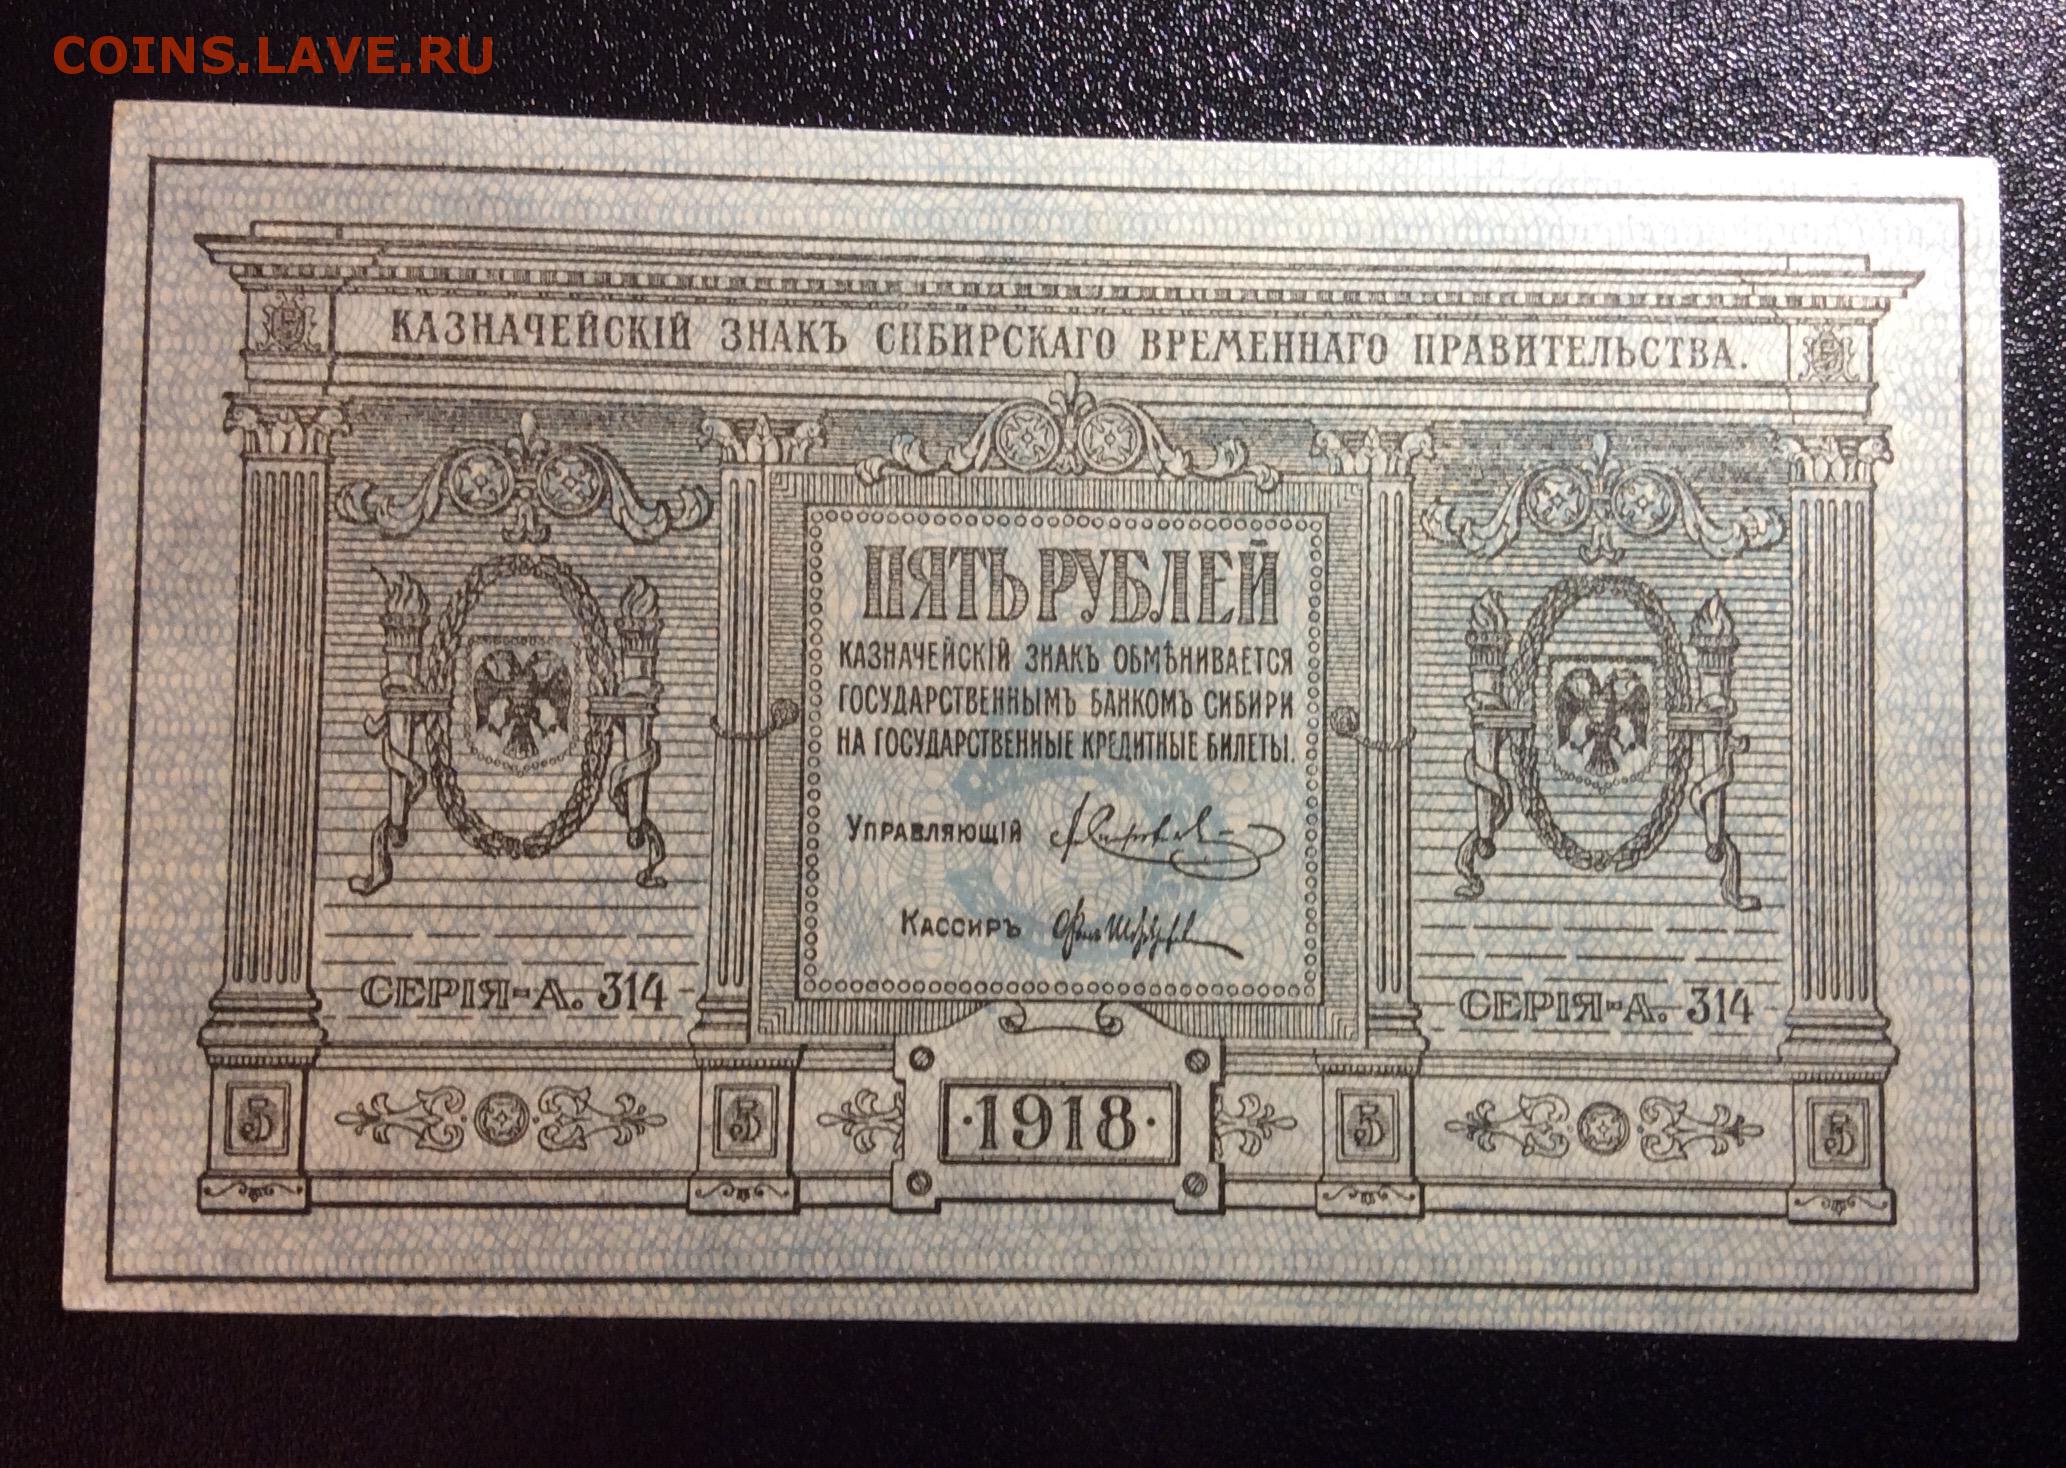 COINS.LAVE.RU
КАЗНАЧЕЙСКІЙ ЗНАКЪ СИБИРСКАГО ВРЕМЕННАГО ПРАВИТЕЛЬСТВА.
ПЯТЬ РУБЛЕЙ
КАЗНАЧЕЙСКІЙ ЗНАКЪ ОБМѢНИВАЕТСЯ
ГОСУДАРСТВЕННЫМЪ БАНКОМЪ СИБИРИ
НА ГОСУДАРСТВЕННЫЕ КРЕДИТНЫЕ БИЛЕТЫ.
5
УПРАВЛЯЮЩІЙ
КАССИРЪ
СЕРІЯ-А. 314 СЕРІЯ-А. 314
5 5 ·1918· 5 5